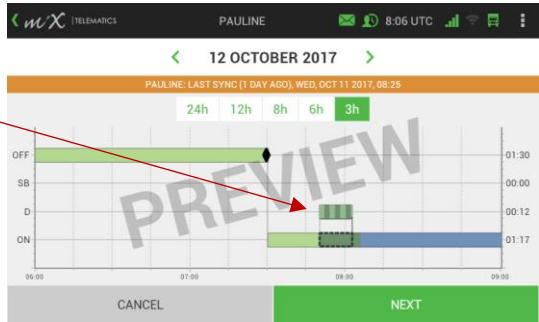 mix TELEMATICS PAULINE 8:06 UTC
12 OCTOBER 2017
PAULINE: LAST SYNC (1 DAY AGO), WED, OCT 11 2017, 08:25
24h 12h 8h 6h 3h
OFF 01:30
SB 00:00
D 00:12
ON 01:17
PREVIEW
06:00 07:00 08:00 09:00
CANCEL NEXT